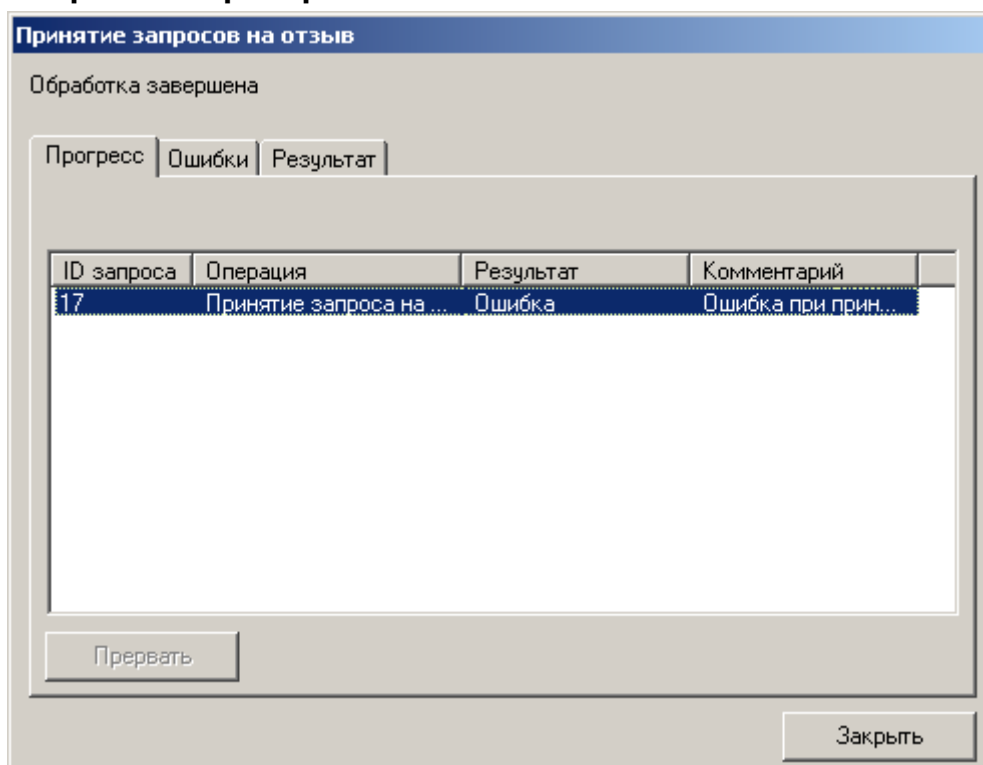 Принятие запросов на отзыв
Обработка завершена
Прогресс Ошибки Результат
ID запроса Операция Результат Комментарий
17 Принятие запроса на ... Ошибка Ошибка при прин...
Прервать
Закрыть